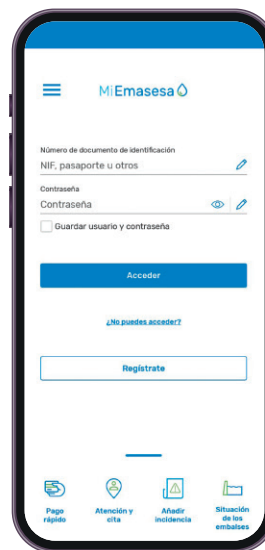 MiEmasesa
Número de documento de identificación
NIF, pasaporte u otros
Contraseña
Contraseña
Guardar usuario y contraseña
Acceder
¿No puedes acceder?
Regístrate
Pago
rápido
Atención y
cita
Añadir
incidencia
Situación
de los
embalses